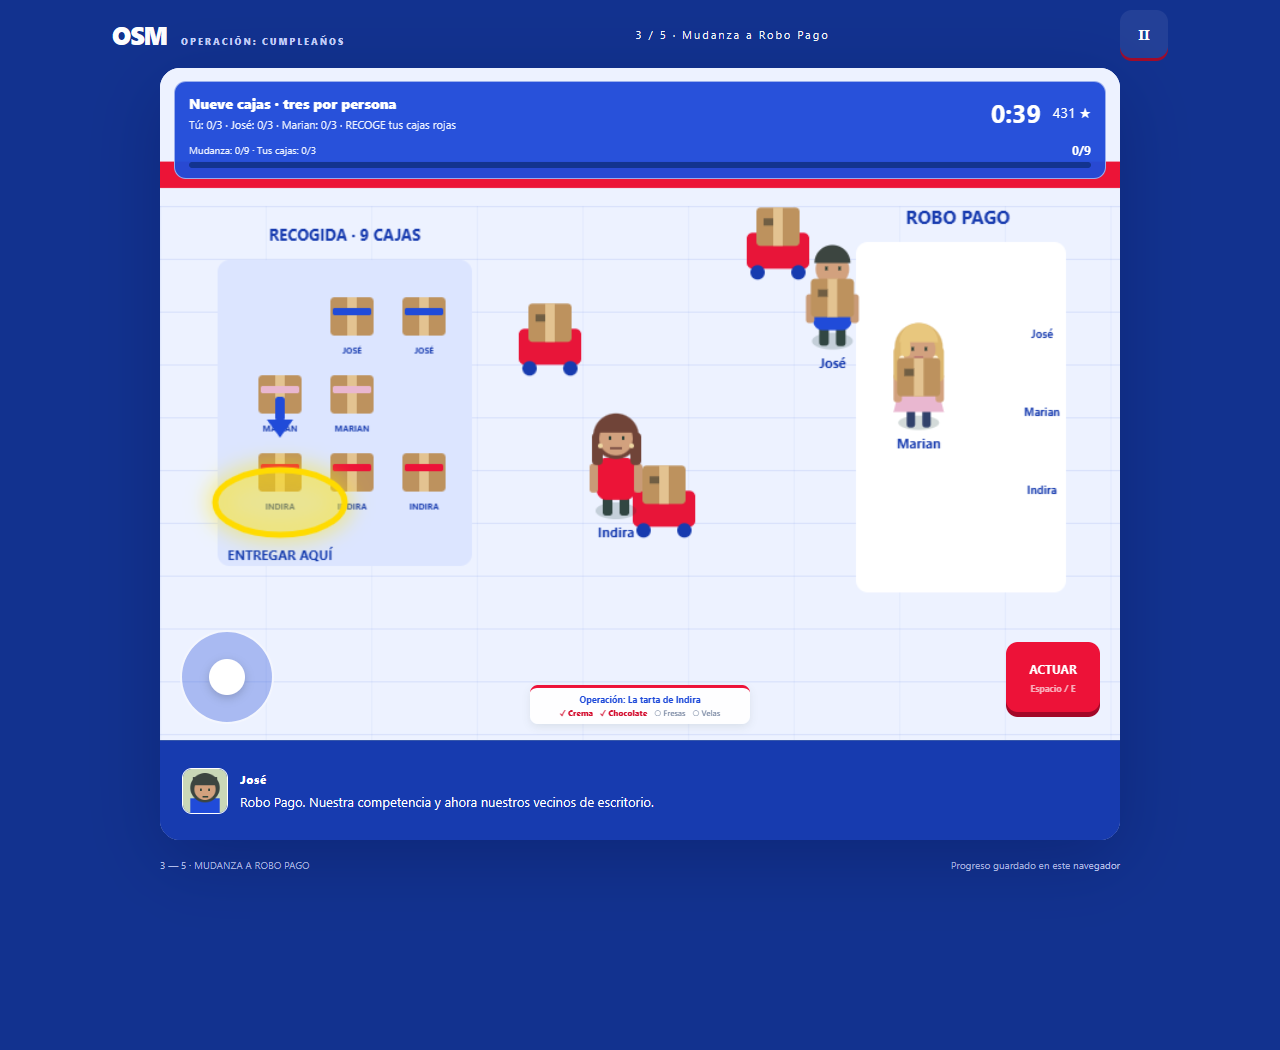 OSM OPERACIÓN: CUMPLEAÑOS
3 / 5 · Mudanza a Robo Pago
II
Nueve cajas · tres por persona
Tú: 0/3 · José: 0/3 · Marian: 0/3 · RECOGE tus cajas rojas
0:39 431 ★
Mudanza: 0/9 · Tus cajas: 0/3
0/9
RECOGIDA · 9 CAJAS
ROBO PAGO
JOSÉ
JOSÉ
MARIAN
INDIRA
INDIRA
ENTREGAR AQUÍ
José
Marian
Indira
José
Marian
Indira
ACTUAR
Espacio / E
Operación: La tarta de Indira
✓ Crema ✓ Chocolate ○ Fresas ○ Velas
José
Robo Pago. Nuestra competencia y ahora nuestros vecinos de escritorio.
3 — 5 · MUDANZA A ROBO PAGO
Progreso guardado en este navegador